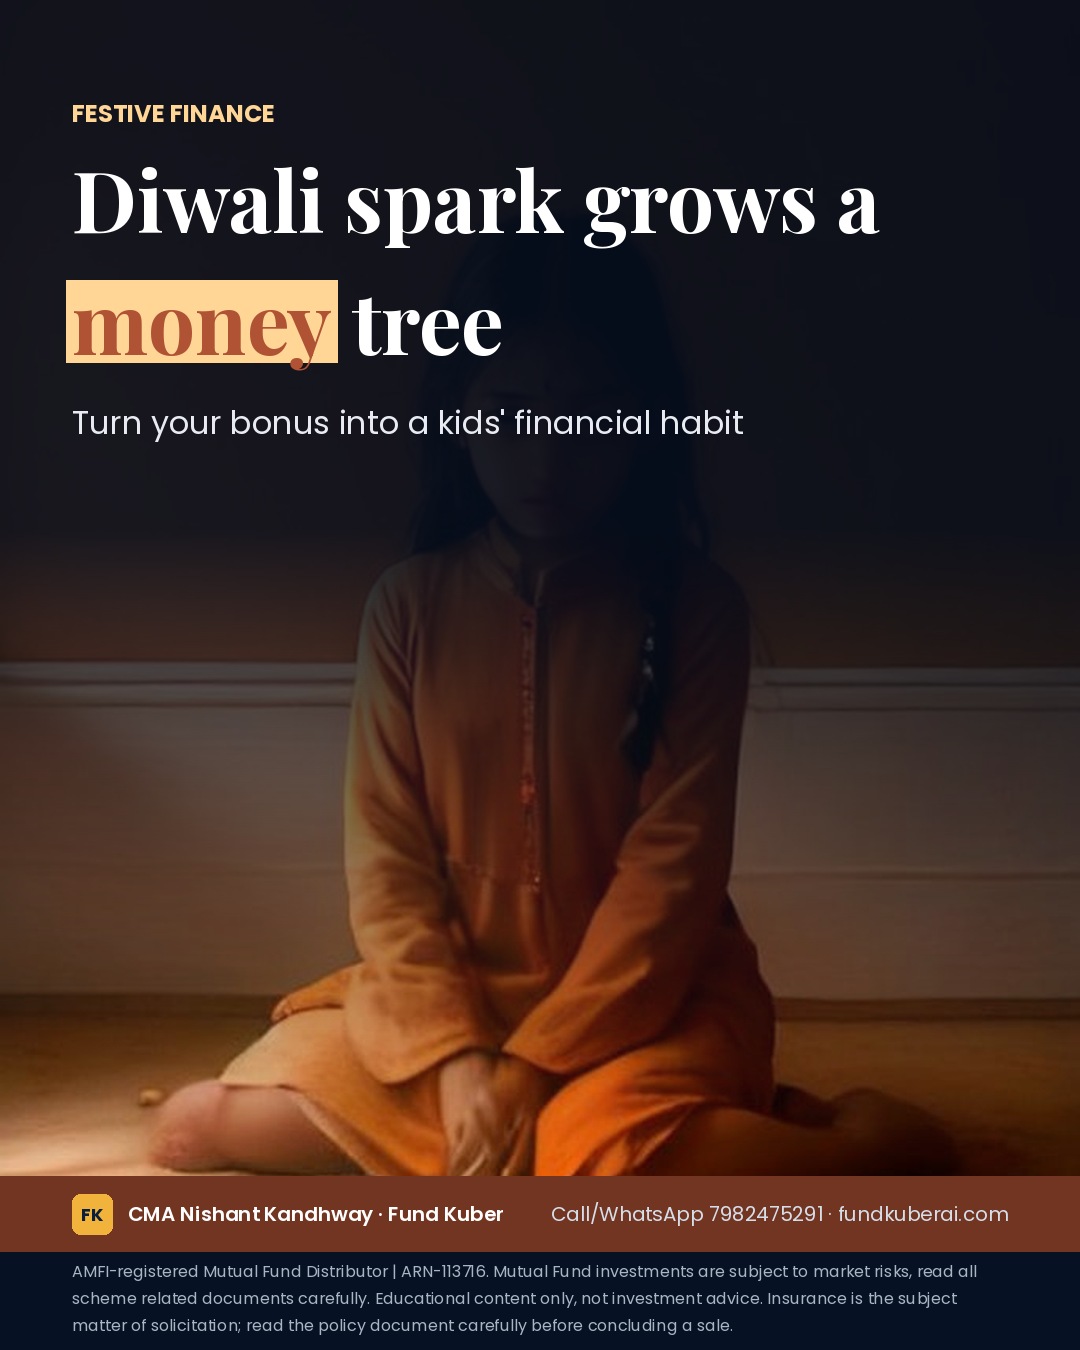 FESTIVE FINANCE
Diwali spark grows a
money tree
Turn your bonus into a kids' financial habit
FK CMA Nishant Kandhway · Fund Kuber Call/WhatsApp 7982475291 · fundkuberai.com
AMFI-registered Mutual Fund Distributor | ARN-113716. Mutual Fund investments are subject to market risks, read all
scheme related documents carefully. Educational content only, not investment advice. Insurance is the subject
matter of solicitation; read the policy document carefully before concluding a sale.